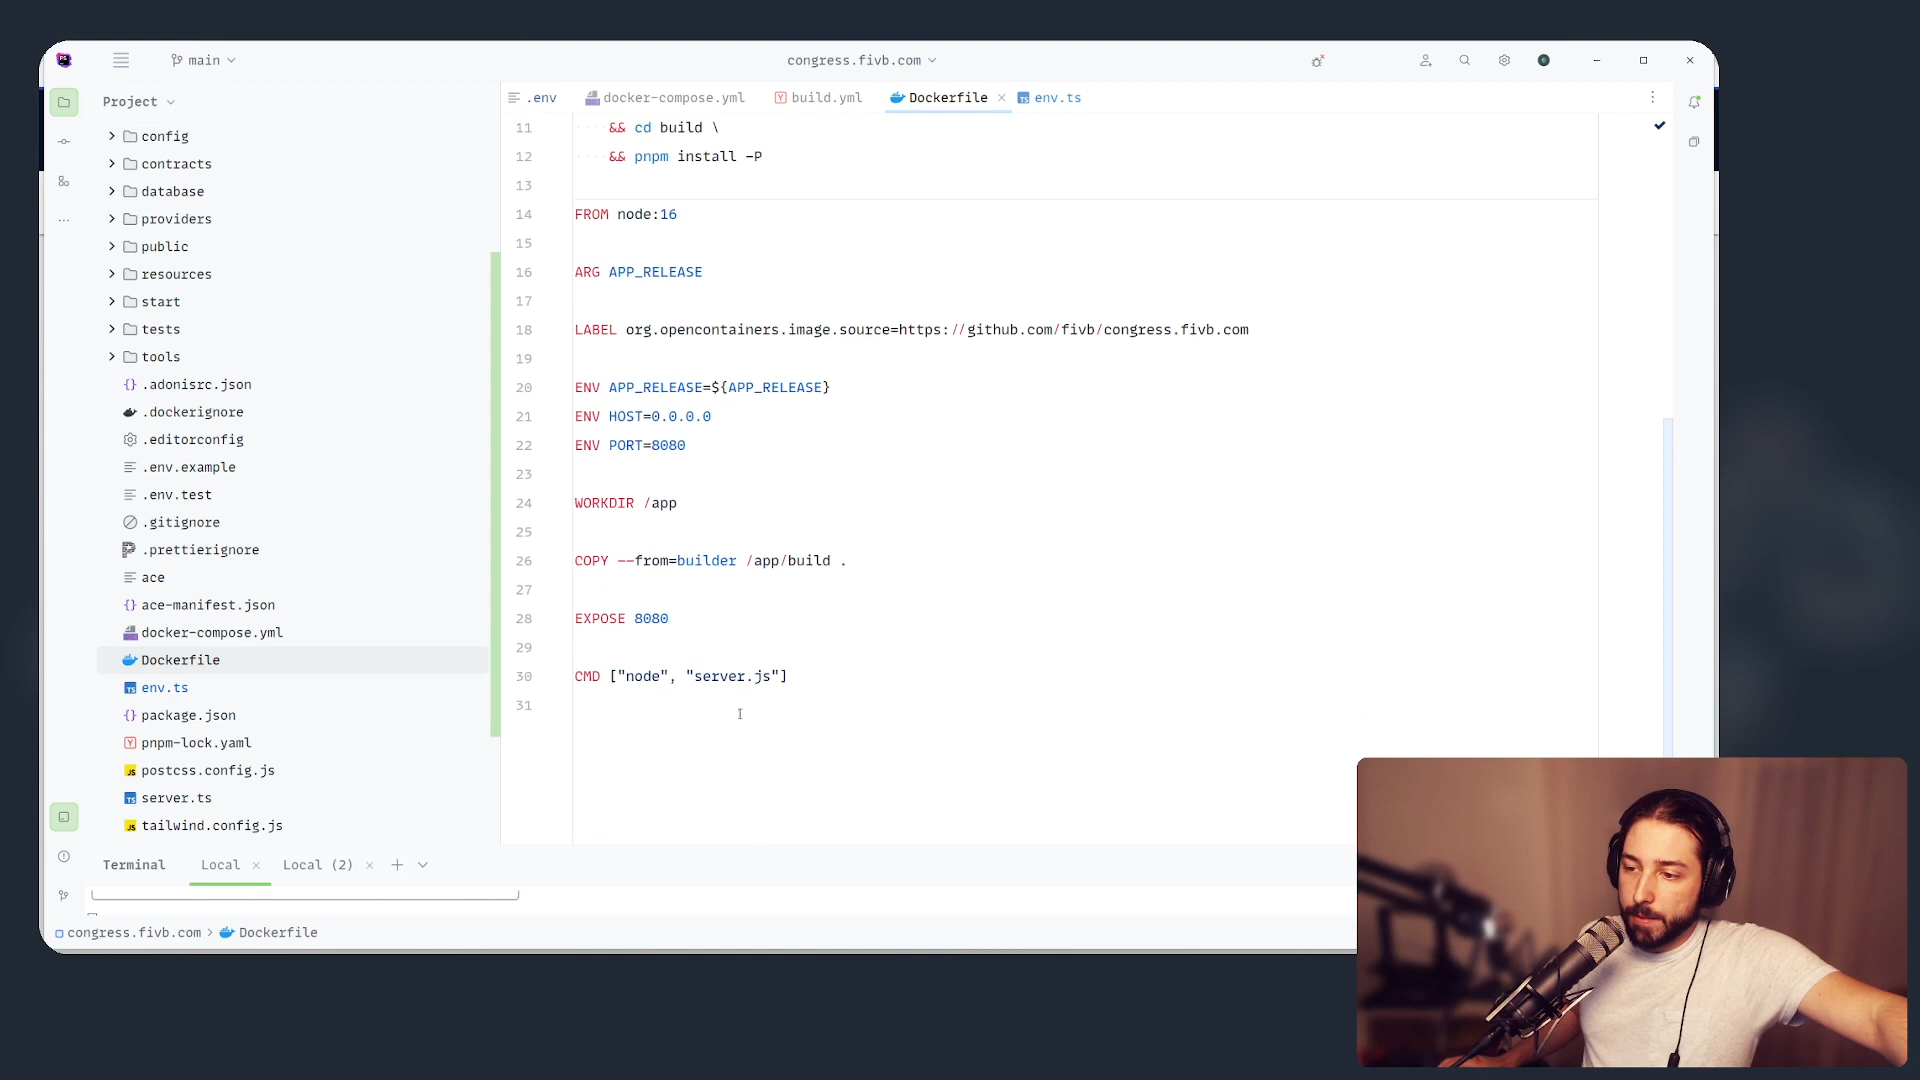 PS
main
congress.fivb.com
Project
.env
docker-compose.yml
build.yml
Dockerfile
env.ts
config
contracts
database
providers
public
resources
start
tests
tools
.adonisrc.json
.dockerignore
.editorconfig
.env.example
.env.test
.gitignore
.prettierignore
ace
ace-manifest.json
docker-compose.yml
Dockerfile
env.ts
package.json
pnpm-lock.yaml
postcss.config.js
server.ts
tailwind.config.js
11 && cd build \
12 && pnpm install -P
13
14 FROM node:16
15
16 ARG APP_RELEASE
17
18 LABEL org.opencontainers.image.source=https://github.com/fivb/congress.fivb.com
19
20 ENV APP_RELEASE=${APP_RELEASE}
21 ENV HOST=0.0.0.0
22 ENV PORT=8080
23
24 WORKDIR /app
25
26 COPY --from=builder /app/build .
27
28 EXPOSE 8080
29
30 CMD ["node", "server.js"]
31
Terminal
Local
Local (2)
congress.fivb.com > Dockerfile